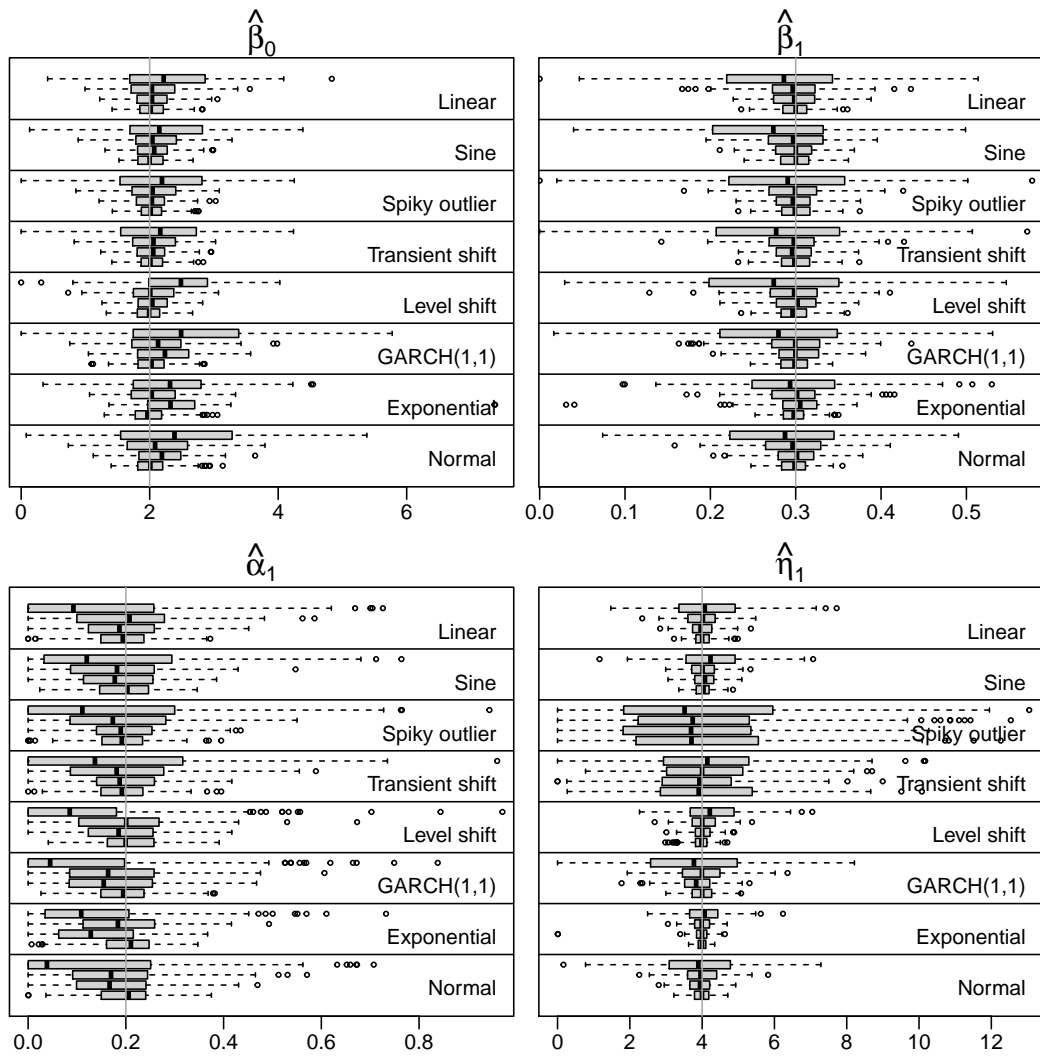 β̂₀
Linear
Sine
Spiky outlier
Transient shift
Level shift
GARCH(1,1)
Exponential
Normal
0 2 4 6
β̂₁
Linear
Sine
Spiky outlier
Transient shift
Level shift
GARCH(1,1)
Exponential
Normal
0.0 0.1 0.2 0.3 0.4 0.5
α̂₁
Linear
Sine
Spiky outlier
Transient shift
Level shift
GARCH(1,1)
Exponential
Normal
0.0 0.2 0.4 0.6 0.8
η̂₁
Linear
Sine
Spiky outlier
Transient shift
Level shift
GARCH(1,1)
Exponential
Normal
0 2 4 6 8 10 12